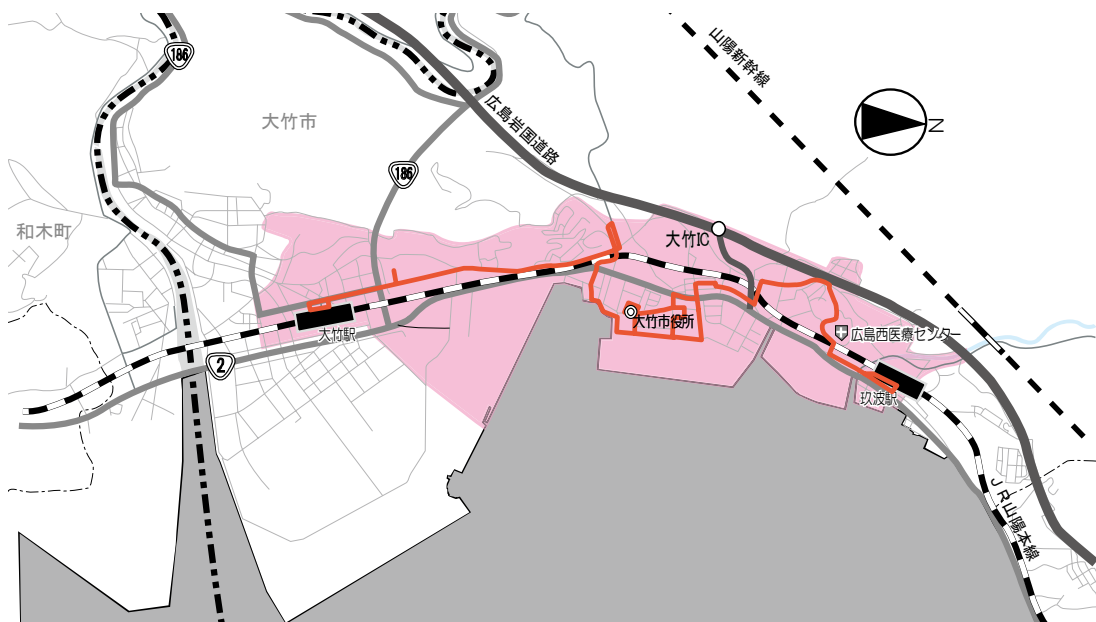 186
山陽新幹線
大竹市
広島岩国道路
N
186
和木町
大竹IC
大竹市役所
大竹駅
広島西医療センター
2
玖波駅
JR山陽本線